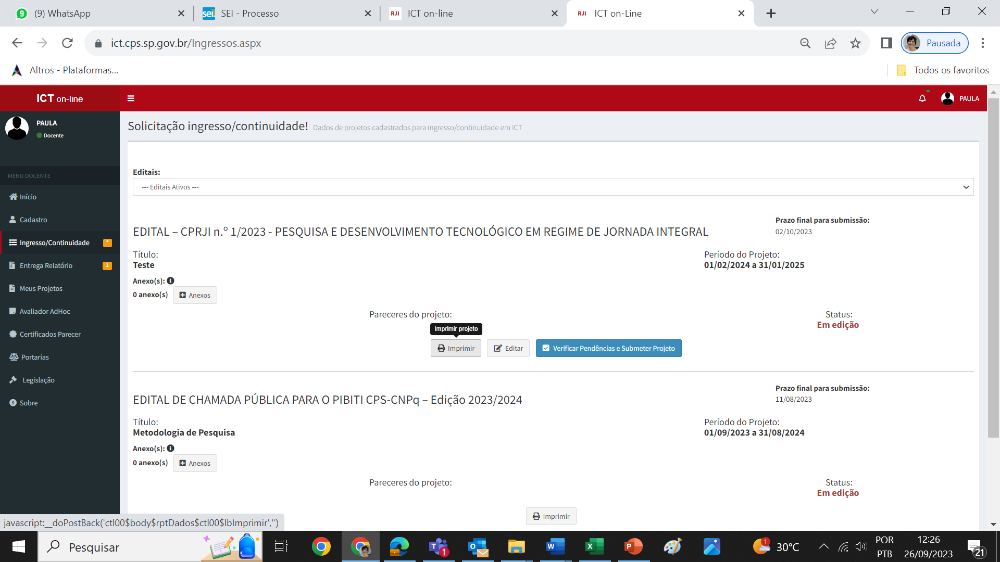 (9) WhatsApp
SEI - Processo
ICT on-line
ICT on-Line
ict.cps.sp.gov.br/Ingressos.aspx
Pausada
Altros - Plataformas...
Todos os favoritos
ICT on-line
PAULA
PAULA
Docente
Solicitação ingresso/continuidade! Dados de projetos cadastrados para ingresso/continuidade em ICT
MENU DOCENTE
Início
Cadastro
Ingresso/Continuidade *
Entrega Relatório 1
Meus Projetos
Avaliador AdHoc
Certificados Parecer
Portarias
Legislação
Sobre
Editais:
--- Editais Ativos ---
Prazo final para submissão:
EDITAL – CPRJI n.º 1/2023 - PESQUISA E DESENVOLVIMENTO TECNOLÓGICO EM REGIME DE JORNADA INTEGRAL
02/10/2023
Título:
Teste
Período do Projeto:
01/02/2024 a 31/01/2025
Anexo(s):
0 anexo(s) Anexos
Pareceres do projeto:
Status:
Em edição
Imprimir projeto
Imprimir Editar Verificar Pendências e Submeter Projeto
Prazo final para submissão:
EDITAL DE CHAMADA PÚBLICA PARA O PIBITI CPS-CNPq – Edição 2023/2024
11/08/2023
Título:
Metodologia de Pesquisa
Período do Projeto:
01/09/2023 a 31/08/2024
Anexo(s):
0 anexo(s) Anexos
Pareceres do projeto:
Status:
Em edição
Imprimir
javascript:__doPostBack('ctl00$body$rptDados$ctl00$lbImprimir','')
Pesquisar
30°C
POR
PTB
12:26
26/09/2023
21